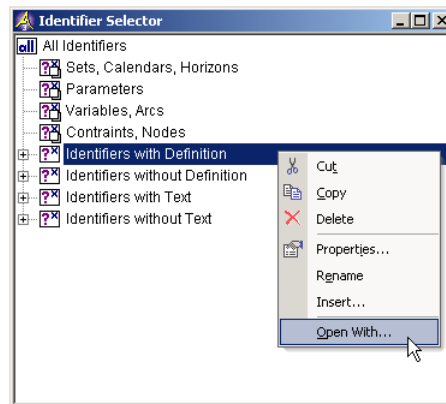 Identifier Selector
all All Identifiers
Sets, Calendars, Horizons
Parameters
Variables, Arcs
Contraints, Nodes
Identifiers with Definition
Identifiers without Definition
Identifiers with Text
Identifiers without Text
Cut
Copy
Delete
Properties...
Rename
Insert...
Open With...